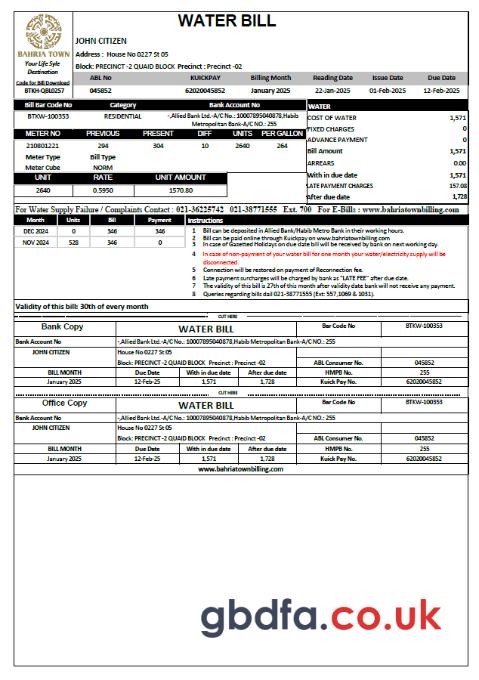 WATER BILL
BAHRIA TOWN
Your Life Syle
Destination
Code for Bill Download
BTKH-QBL0257
JOHN CITIZEN
Address : House No 0227 St 05
Block: PRECINCT -2 QUAID BLOCK Precinct : Precinct -02
ABL No KUICKPAY Billing Month Reading Date Issue Date Due Date
045852 62020045852 January 2025 22-Jan-2025 01-Feb-2025 12-Feb-2025
Bill Bar Code No Category Bank Account No
BTKW-100353 RESIDENTIAL -,Allied Bank Ltd.-A/C No.: 10007895040878,Habib
Metropolitan Bank-A/C NO.: 255
METER NO PREVIOUS PRESENT DIFF UNITS PER GALLON
210801221 294 304 10 2640 264
Meter Type Bill Type
Meter Cube NORM
UNIT RATE UNIT AMOUNT
2640 0.5950 1570.80
WATER
COST OF WATER 1,571
FIXED CHARGES 0
ADVANCE PAYMENT 0
Bill Amount 1,571
ARREARS 0.00
With in due date 1,571
LATE PAYMENT CHARGES 157.08
After due date 1,728
For Water Supply Failure / Complaints Contact : 021-36225742 021-38771555 Ext. 700 For E-Bills : www.bahriatownbilling.com
Month Units Bill Payment
DEC 2024 0 346 346
NOV 2024 528 346 0
Instructions
1 Bill can be deposited in Allied Bank/Habib Metro Bank in their working hours.
2 Bill can be paid online through Kuickpay on www.bahriatownbilling.com
3 In case of Gazetted Holidays on due date bill will be received by bank on next working day.
4 In case of non-payment of your water bill for one month your water/electricity supply will be
disconnected.
5 Connection will be restored on payment of Reconnection fee.
6 Late payment surcharges will be charged by bank as "LATE FEE" after due date.
7 The validity of this bill is 27th of this month after validity date bank will not receive any payment.
8 Queries regarding bills dail 021-38771555 (Ext: 557,1069 & 1031).
Validity of this bill: 30th of every month
CUT HERE
Bank Copy WATER BILL Bar Code No BTKW-100353
Bank Account No -,Allied Bank Ltd.-A/C No.: 10007895040878,Habib Metropolitan Bank-A/C NO.: 255
JOHN CITIZEN House No 0227 St 05
Block: PRECINCT -2 QUAID BLOCK Precinct : Precinct -02 ABL Consumer No. 045852
BILL MONTH Due Date With in due date After due date HMPB No. 255
January 2025 12-Feb-25 1,571 1,728 Kuick Pay No. 62020045852
CUT HERE
Office Copy WATER BILL Bar Code No BTKW-100353
Bank Account No -,Allied Bank Ltd.-A/C No.: 10007895040878,Habib Metropolitan Bank-A/C NO.: 255
JOHN CITIZEN House No 0227 St 05
Block: PRECINCT -2 QUAID BLOCK Precinct : Precinct -02 ABL Consumer No. 045852
BILL MONTH Due Date With in due date After due date HMPB No. 255
January 2025 12-Feb-25 1,571 1,728 Kuick Pay No. 62020045852
www.bahriatownbilling.com
gbdfa.co.uk